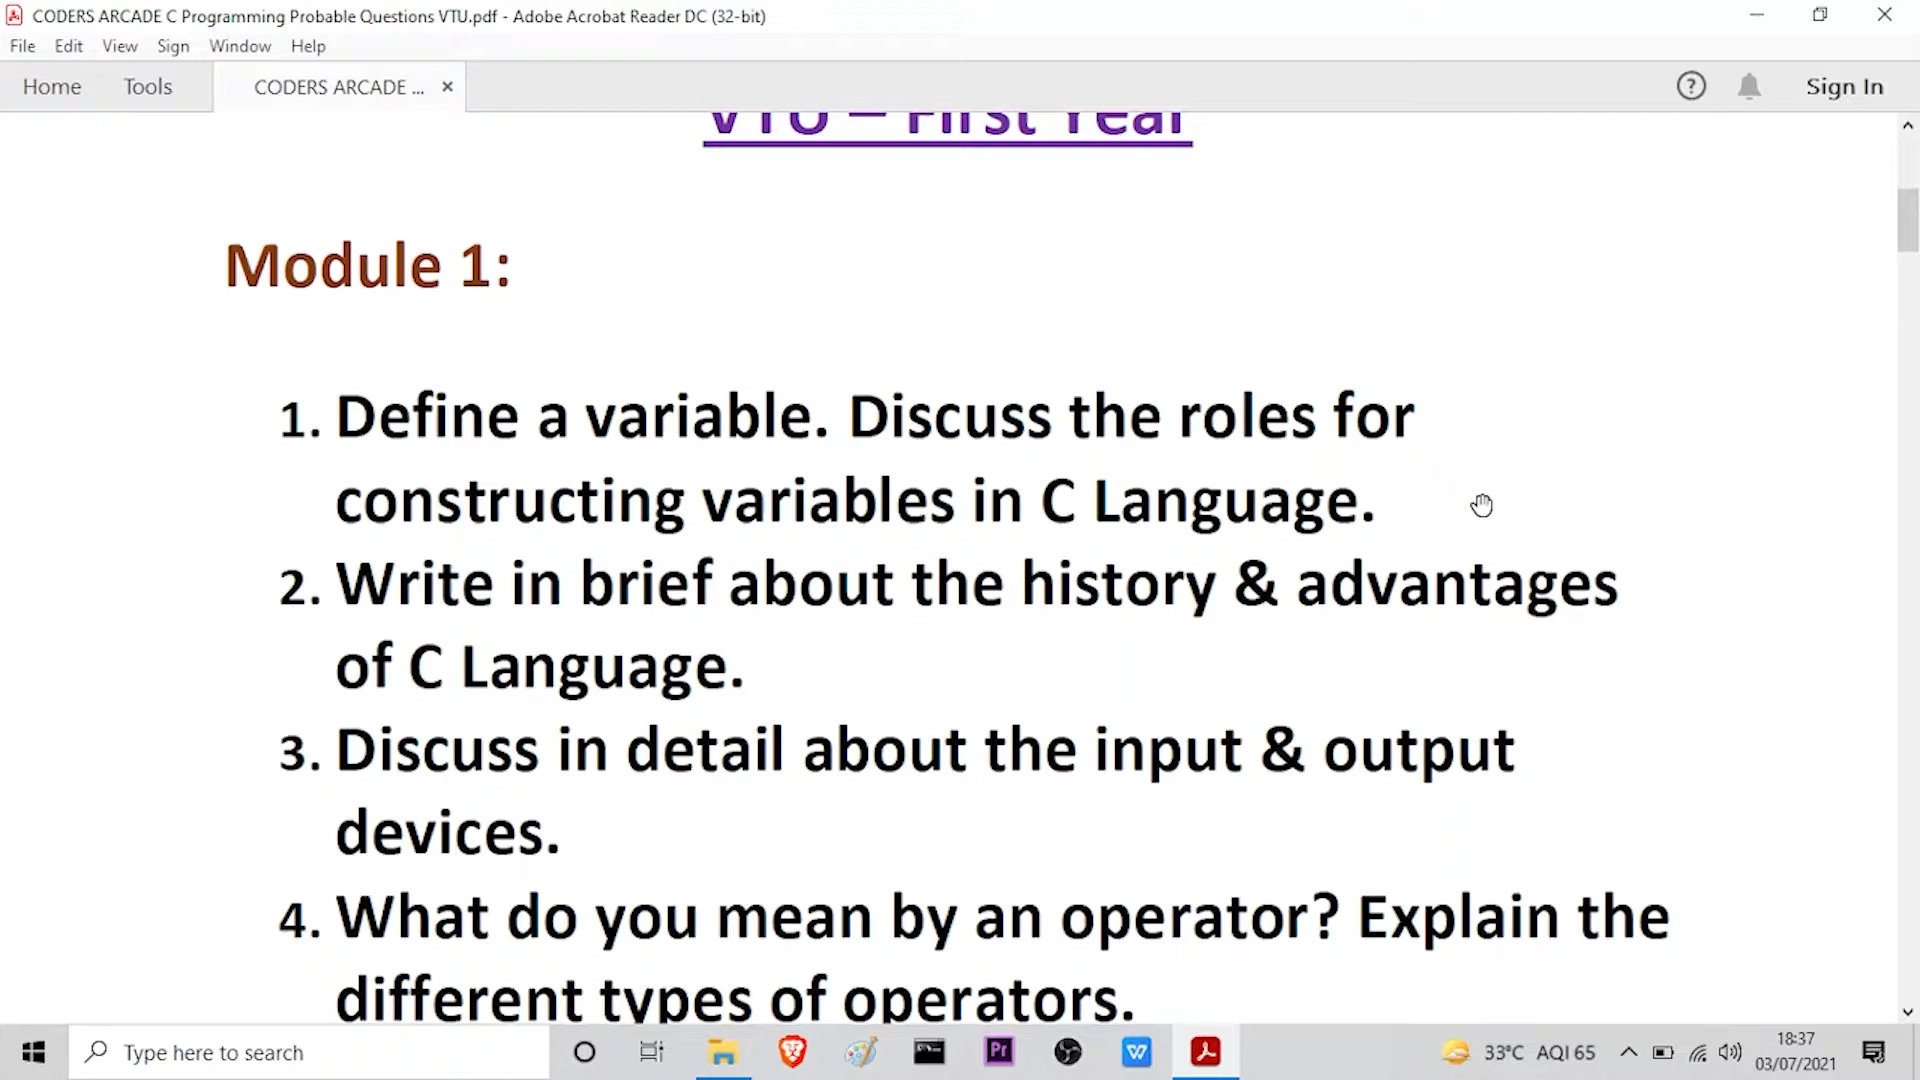 CODERS ARCADE C Programming Probable Questions VTU.pdf - Adobe Acrobat Reader DC (32-bit)
File Edit View Sign Window Help
Home Tools CODERS ARCADE ... × Sign In
VTU – First Year
Module 1:
1. Define a variable. Discuss the roles for
constructing variables in C Language.
2. Write in brief about the history & advantages
of C Language.
3. Discuss in detail about the input & output
devices.
4. What do you mean by an operator? Explain the
different types of operators.
Type here to search
33°C AQI 65
18:37
03/07/2021